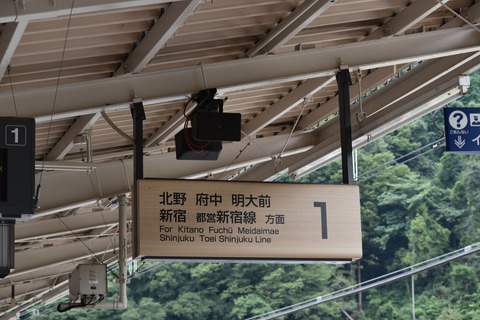 1
北野 府中 明大前
新宿 都営新宿線 方面
For Kitano Fuchū Meidaimae
Shinjuku Toei Shinjuku Line
1
?